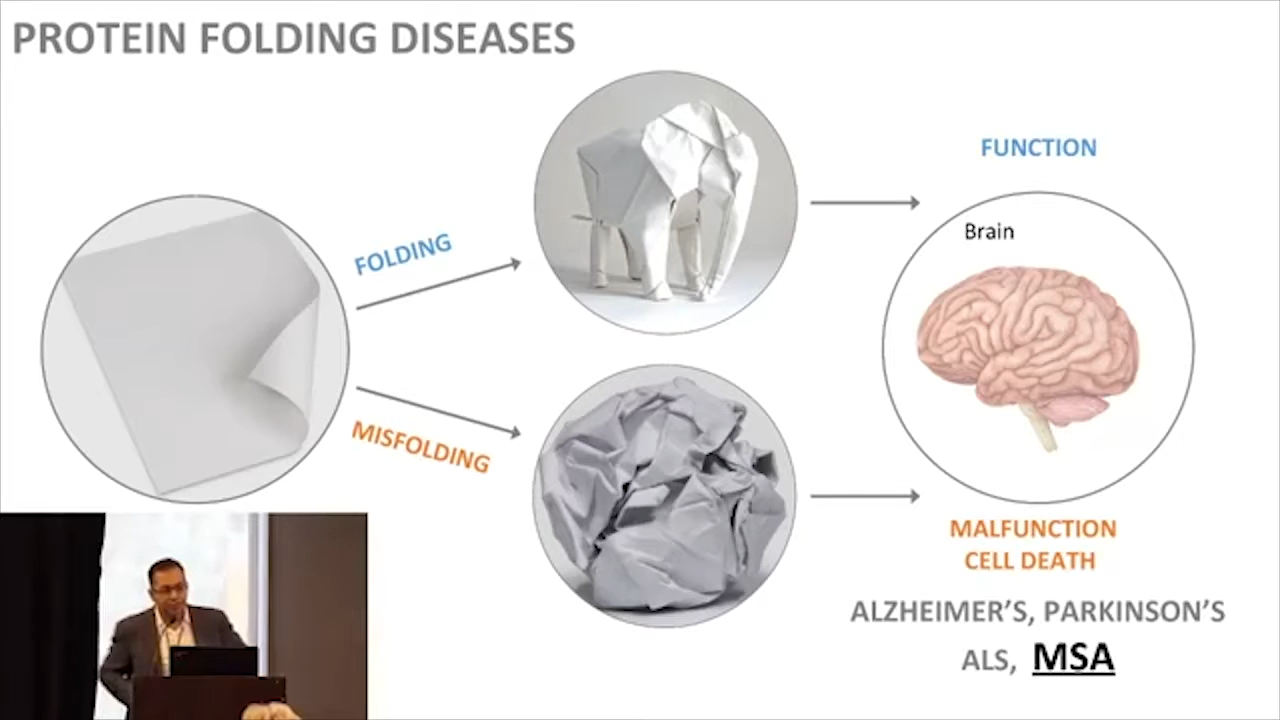 PROTEIN FOLDING DISEASES
FOLDING
MISFOLDING
FUNCTION
Brain
MALFUNCTION
CELL DEATH
ALZHEIMER’S, PARKINSON’S
ALS, MSA